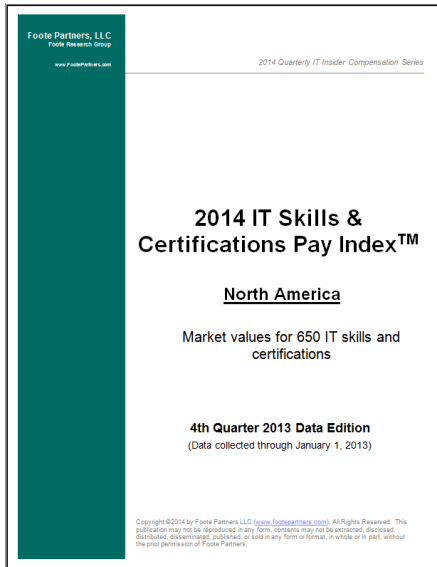 Foote Partners, LLC
Foote Research Group
www.FootePartners.com
2014 Quarterly IT Insider Compensation Series
2014 IT Skills &
Certifications Pay Index™
North America
Market values for 650 IT skills and
certifications
4th Quarter 2013 Data Edition
(Data collected through January 1, 2013)
Copyright ©2014 by Foote Partners LLC (www.footepartners.com). All Rights Reserved. This
publication may not be reproduced in any form, contents may not be extracted, disclosed,
distributed, disseminated, published, or sold in any form or format, in whole or in part, without
the prior permission of Foote Partners.